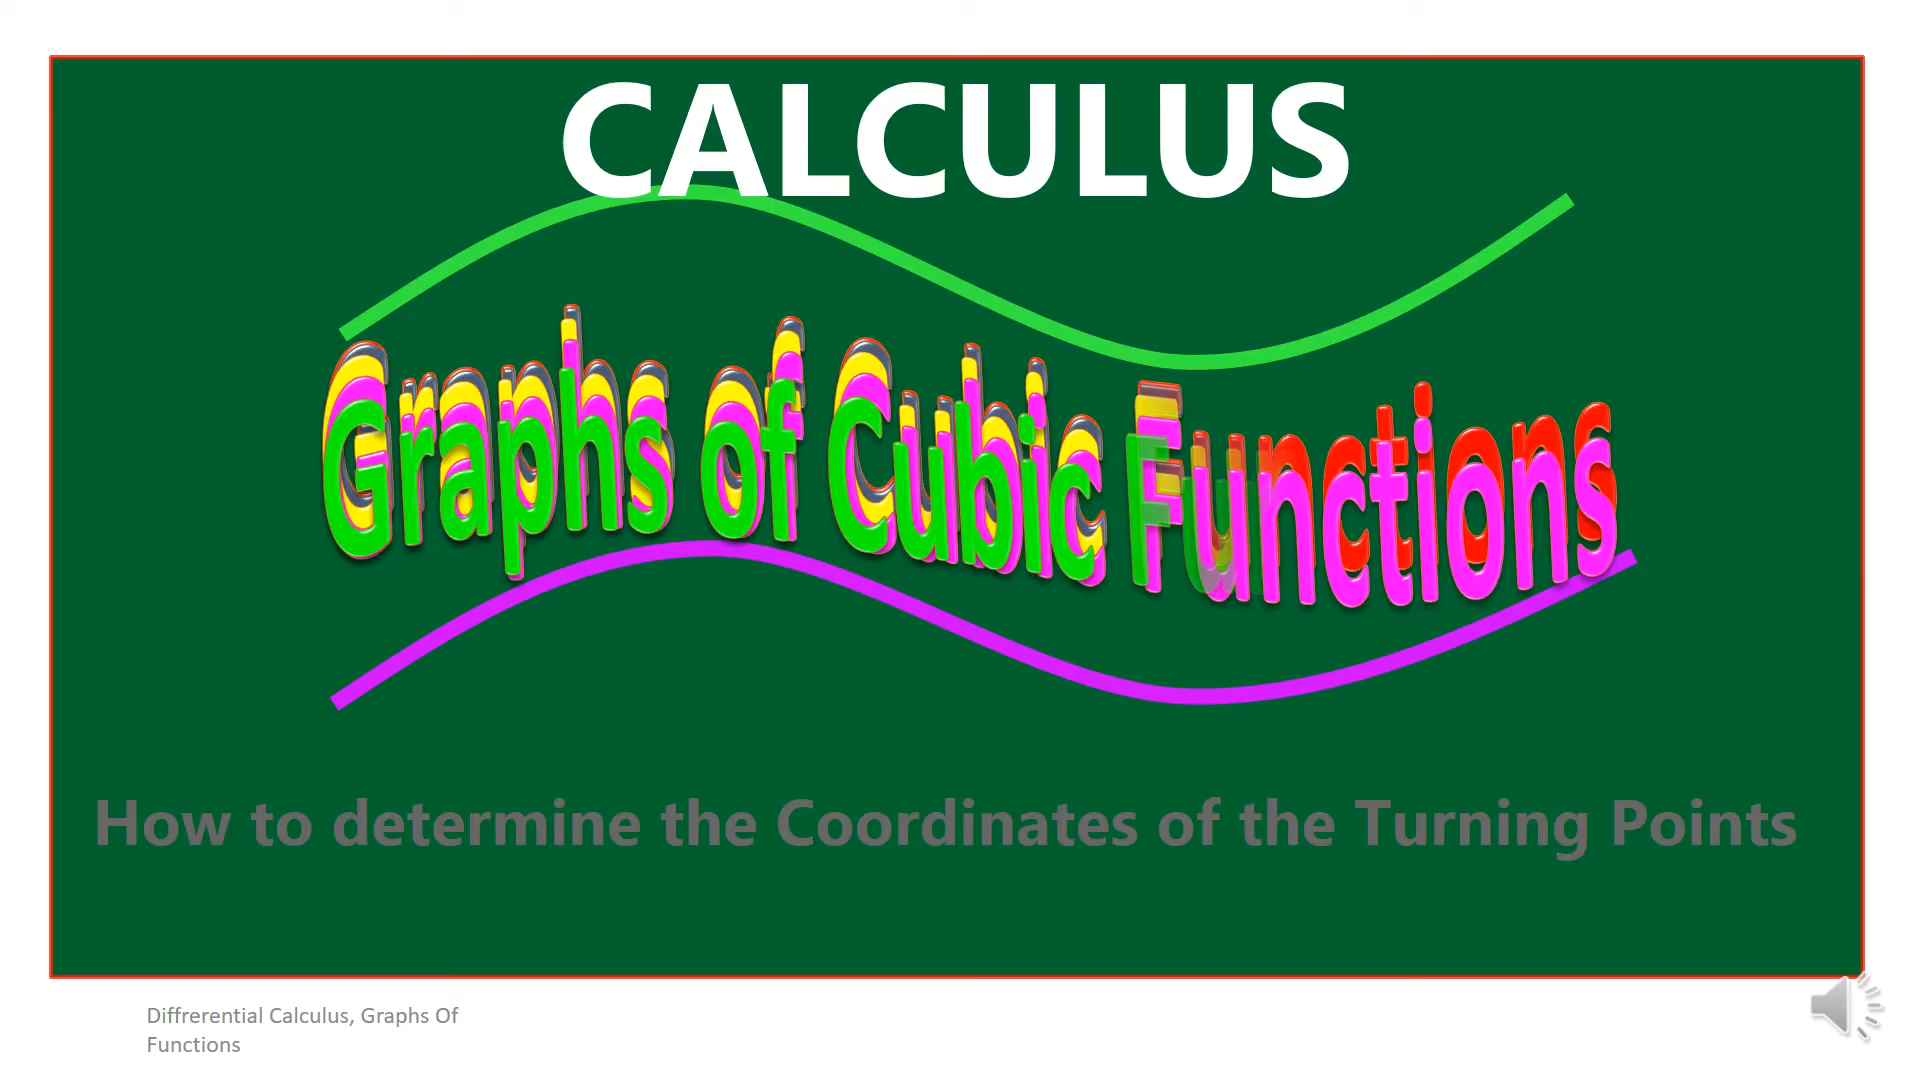 CALCULUS
Graphs of Cubic Functions
How to determine the Coordinates of the Turning Points
Diffrerential Calculus, Graphs Of
Functions